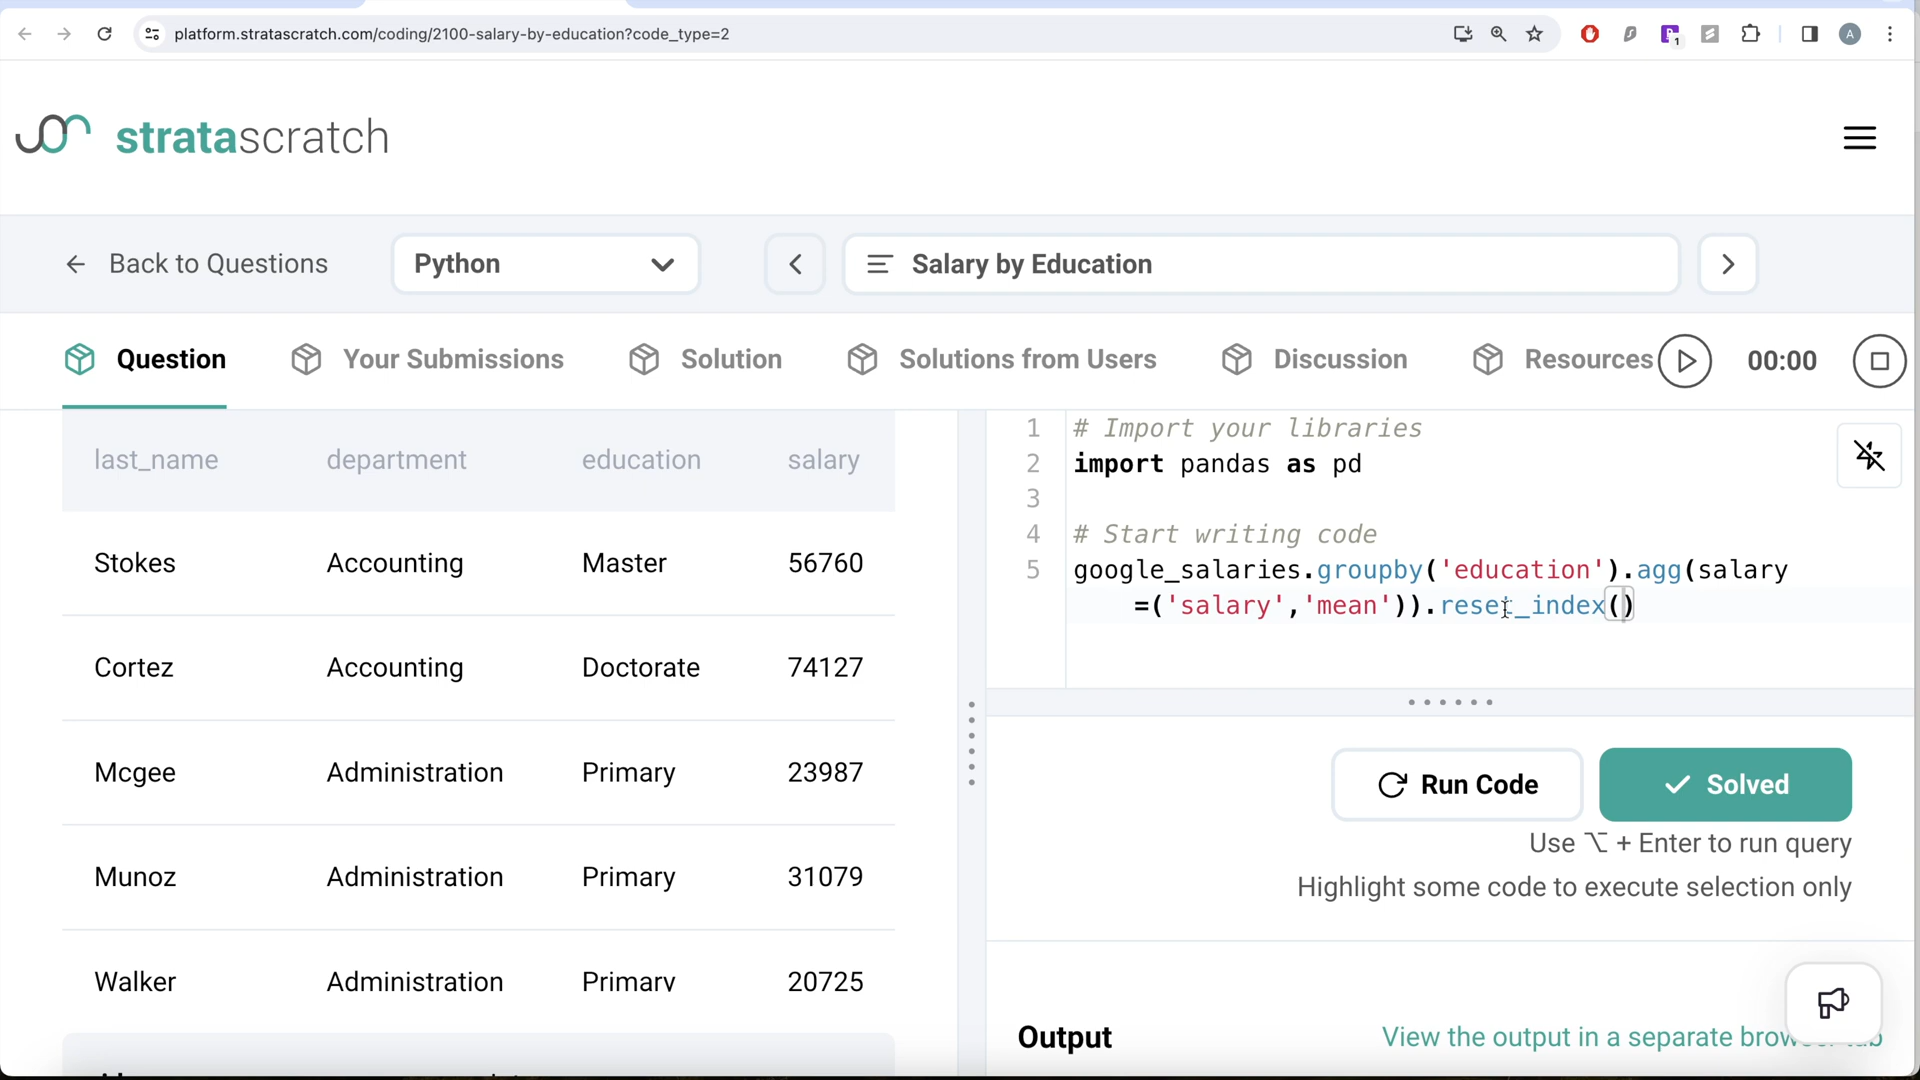 platform.stratascratch.com/coding/2100-salary-by-education?code_type=2
1
A
stratascratch
Back to Questions
Python
Salary by Education
Question
Your Submissions
Solution
Solutions from Users
Discussion
Resources
00:00
last_name department education salary
Stokes Accounting Master 56760
Cortez Accounting Doctorate 74127
Mcgee Administration Primary 23987
Munoz Administration Primary 31079
Walker Administration Primary 20725
1 # Import your libraries
2 import pandas as pd
3
4 # Start writing code
5 google_salaries.groupby('education').agg(salary
=('salary','mean')).reset_index()
Run Code
Solved
Use ⌥ + Enter to run query
Highlight some code to execute selection only
Output
View the output in a separate browser tab